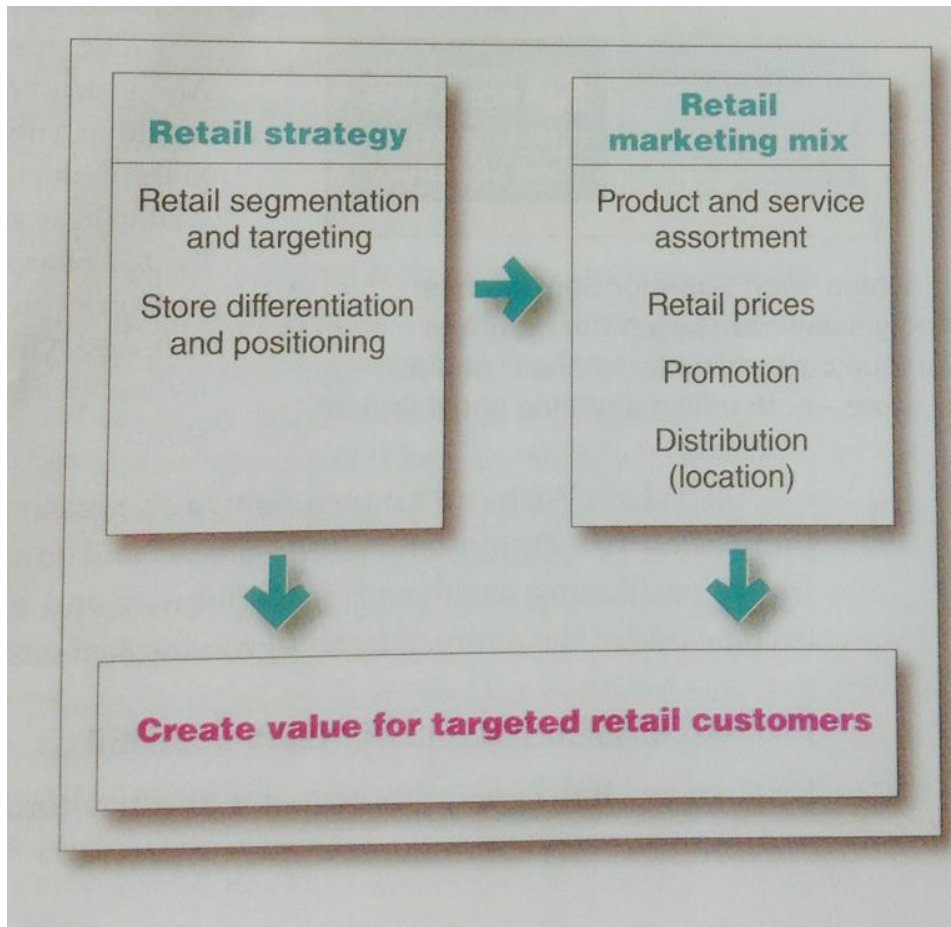 Retail strategy
Retail segmentation
and targeting
Store differentiation
and positioning
Retail
marketing mix
Product and service
assortment
Retail prices
Promotion
Distribution
(location)
Create value for targeted retail customers